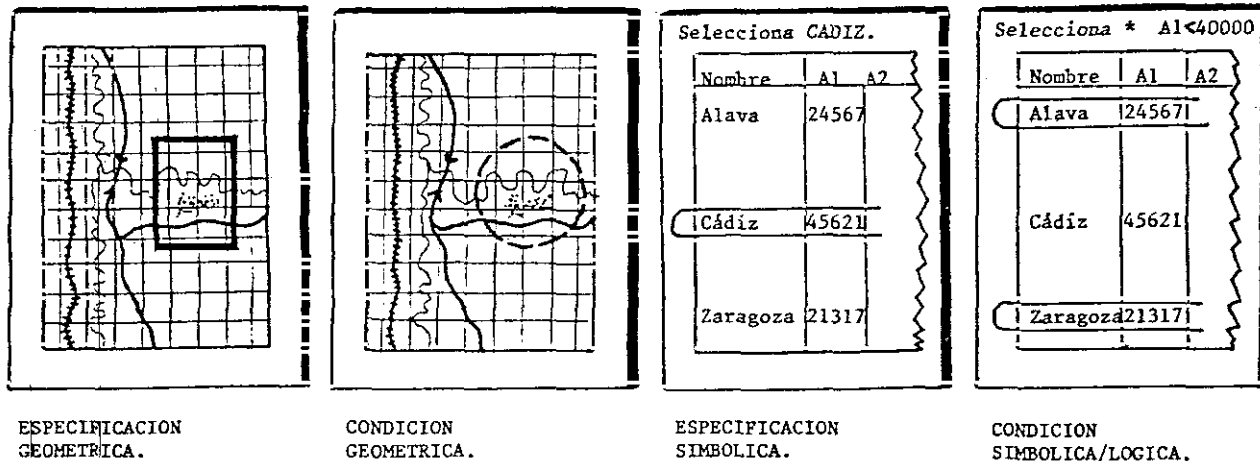 Selecciona CADIZ.
Nombre A1 A2
Alava 24567
Cádiz 45621
Zaragoza 21317
Selecciona * A1<40000
Nombre A1 A2
Alava 24567
Cádiz 45621
Zaragoza 21317
ESPECIFICACION
GEOMETRICA.
CONDICION
GEOMETRICA.
ESPECIFICACION
SIMBOLICA.
CONDICION
SIMBOLICA/LOGICA.